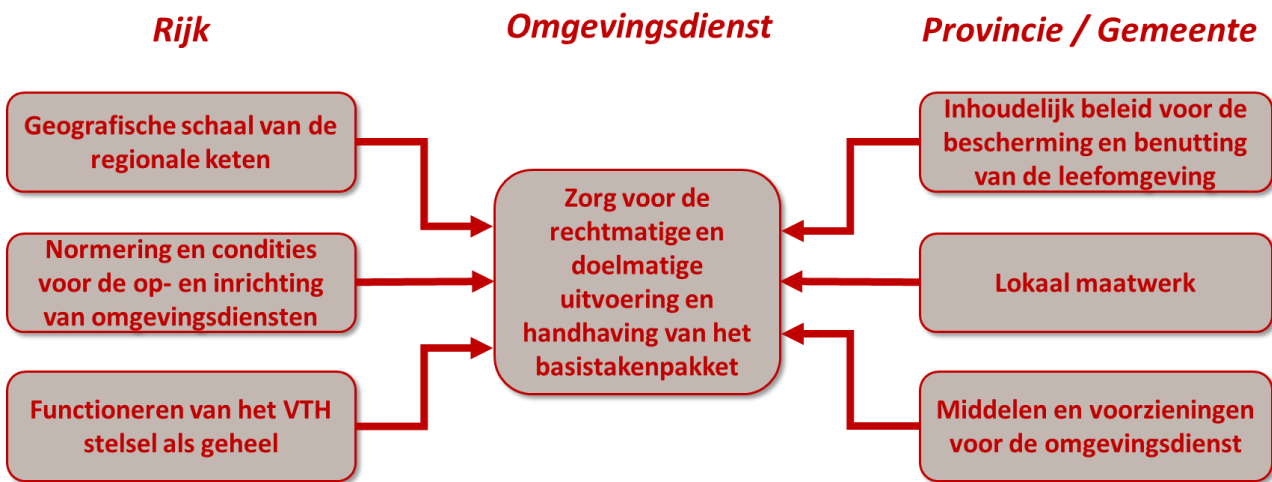 Rijk
Omgevingsdienst
Provincie / Gemeente
Geografische schaal van de
regionale keten
Normering en condities
voor de op- en inrichting
van omgevingsdiensten
Functioneren van het VTH
stelsel als geheel
Zorg voor de
rechtmatige en
doelmatige
uitvoering en
handhaving van het
basistakenpakket
Inhoudelijk beleid voor de
bescherming en benutting
van de leefomgeving
Lokaal maatwerk
Middelen en voorzieningen
voor de omgevingsdienst